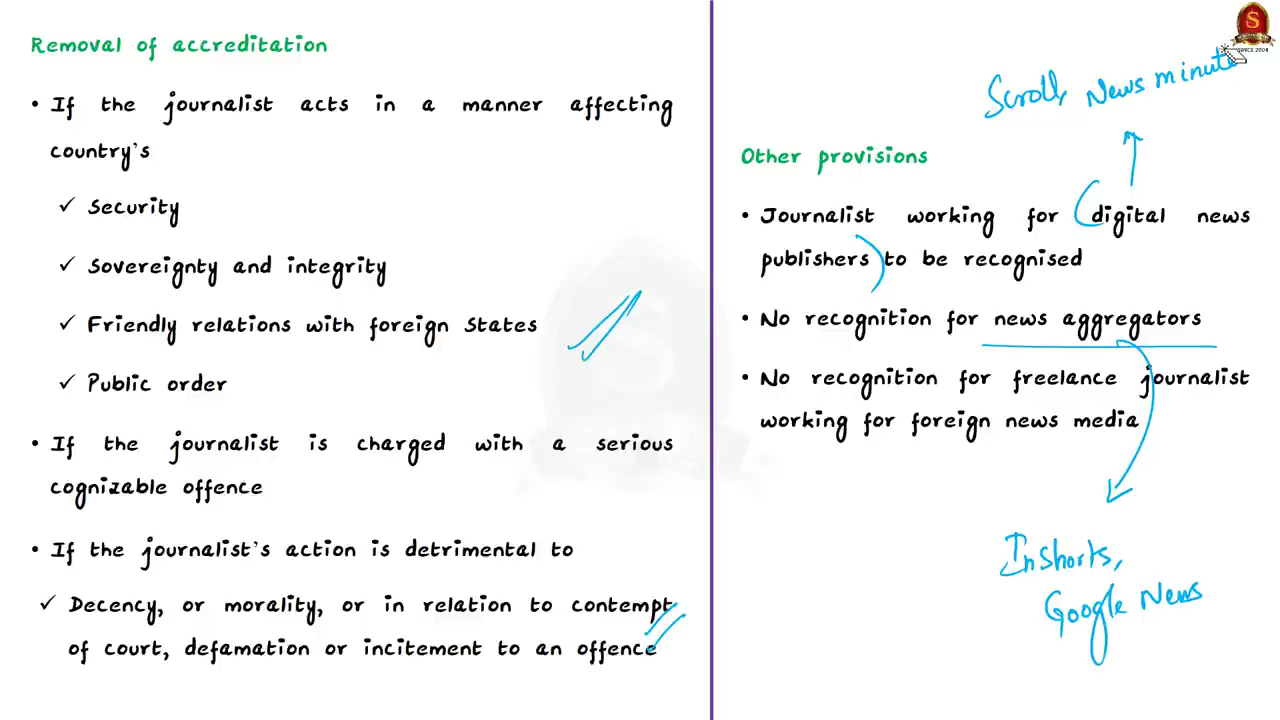 Removal of accreditation
• If the journalist acts in a manner affecting
country's
✓ Security
✓ Sovereignty and integrity
✓ Friendly relations with foreign States
✓ Public order
• If the journalist is charged with a serious
cognizable offence
• If the journalist's action is detrimental to
✓ Decency, or morality, or in relation to contempt
of court, defamation or incitement to an offence
S
SINCE 2004
Scroll, News minute
Other provisions
• Journalist working for digital news
publishers to be recognised
• No recognition for news aggregators
• No recognition for freelance journalist
working for foreign news media
Inshorts,
Google News